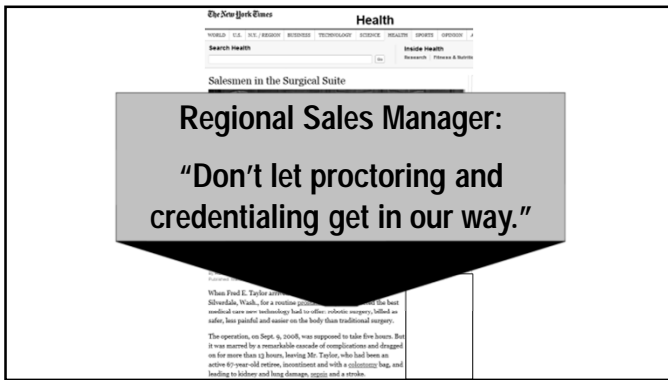 The New York Times
Health
WORLD U.S. N.Y. / REGION BUSINESS TECHNOLOGY SCIENCE HEALTH SPORTS OPINION
Search Health
Go
Inside Health
Research Fitness & Nutritio
Salesmen in the Surgical Suite
Regional Sales Manager:
“Don’t let proctoring and
credentialing get in our way.”
When Fred E. Taylor
Silverdale, Wash., for a routine the best
medical care new technology had to offer: robotic surgery, billed as
safer, less painful and easier on the body than traditional surgery.
The operation, on Sept. 9, 2008, was supposed to take five hours. But
it was marred by a remarkable cascade of complications and dragged
on for more than 13 hours, leaving Mr. Taylor, who had been an
active 67-year-old retiree, incontinent and with a colostomy bag, and
leading to kidney and lung damage, sepsis and a stroke.